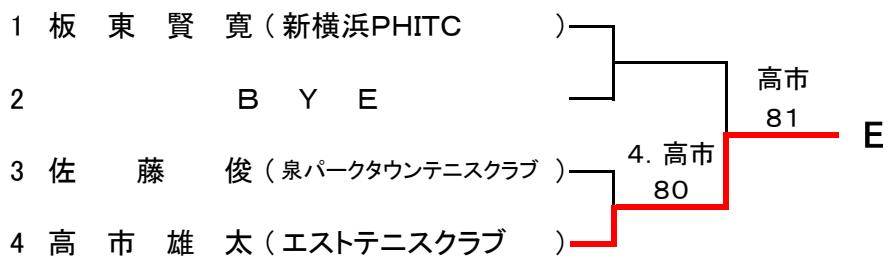 1 板 東 賢 寛 ( 新横浜PHITC )
高市
2 B Y E
81
E
4. 高市
3 佐 藤 俊 ( 泉パークタウンテニスクラブ )
80
4 高 市 雄 太 ( エストテニスクラブ )